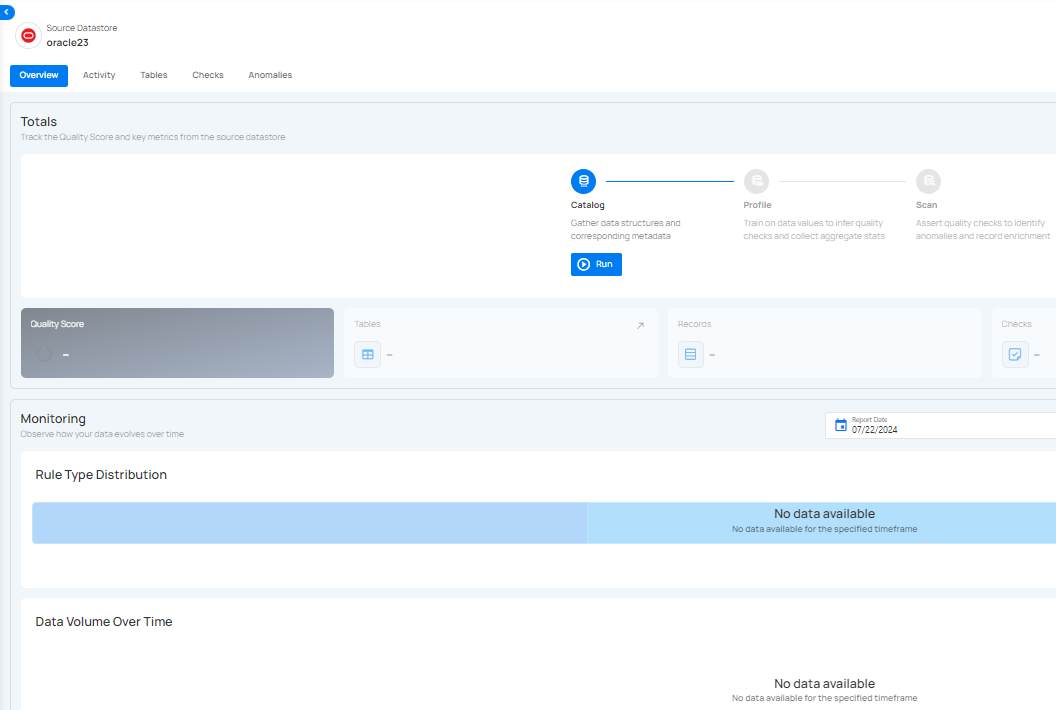 Source Datastore
oracle23
Overview Activity Tables Checks Anomalies
Totals
Track the Quality Score and key metrics from the source datastore
Catalog
Gather data structures and
corresponding metadata
Run
Profile
Train on data values to infer quality
checks and collect aggregate stats
Scan
Assert quality checks to identify
anomalies and record enrichment
Quality Score
–
Tables
–
Records
–
Checks
–
Monitoring
Observe how your data evolves over time
Report Date
07/22/2024
Rule Type Distribution
No data available
No data available for the specified timeframe
Data Volume Over Time
No data available
No data available for the specified timeframe